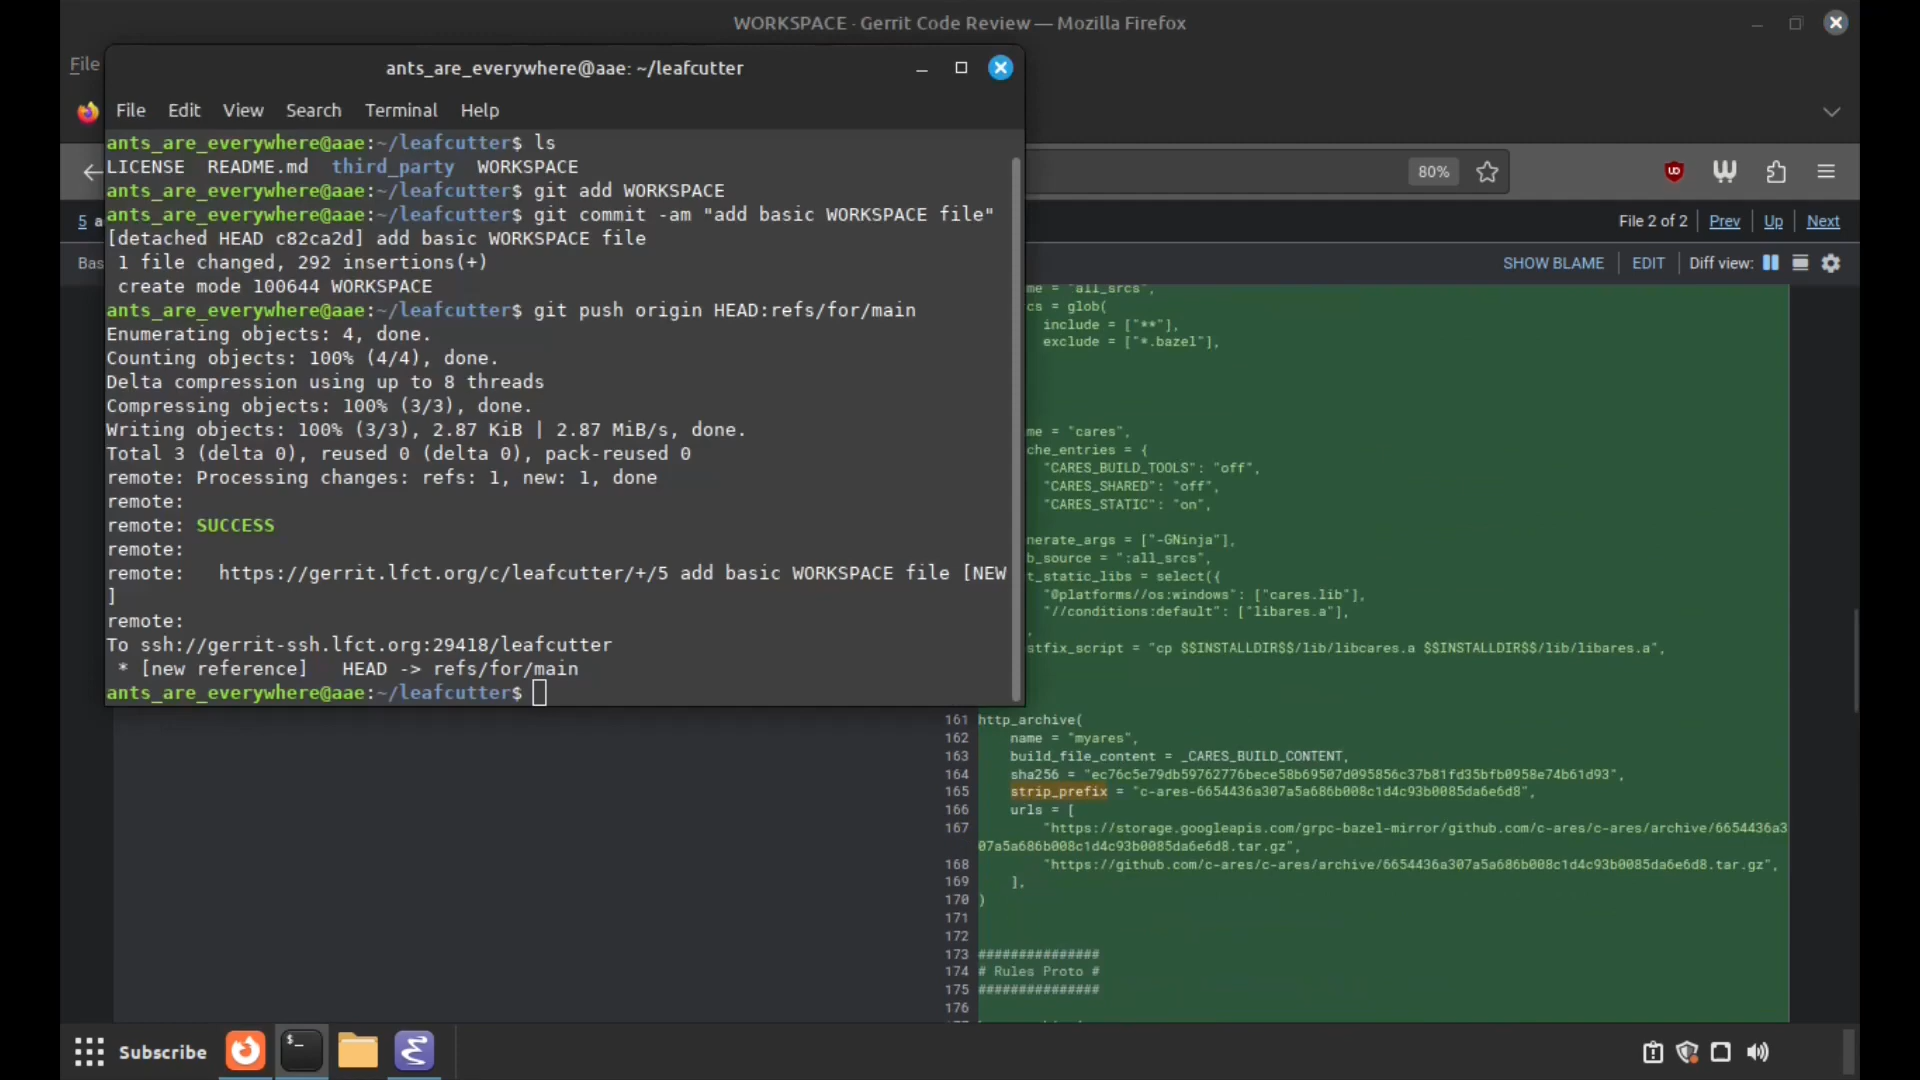 WORKSPACE · Gerrit Code Review — Mozilla Firefox
File
ants_are_everywhere@aae: ~/leafcutter
File Edit View Search Terminal Help
ants_are_everywhere@aae:~/leafcutter$ ls
LICENSE README.md third_party WORKSPACE
ants_are_everywhere@aae:~/leafcutter$ git add WORKSPACE
ants_are_everywhere@aae:~/leafcutter$ git commit -am "add basic WORKSPACE file"
[detached HEAD c82ca2d] add basic WORKSPACE file
1 file changed, 292 insertions(+)
create mode 100644 WORKSPACE
ants_are_everywhere@aae:~/leafcutter$ git push origin HEAD:refs/for/main
Enumerating objects: 4, done.
Counting objects: 100% (4/4), done.
Delta compression using up to 8 threads
Compressing objects: 100% (3/3), done.
Writing objects: 100% (3/3), 2.87 KiB | 2.87 MiB/s, done.
Total 3 (delta 0), reused 0 (delta 0), pack-reused 0
remote: Processing changes: refs: 1, new: 1, done
remote:
remote: SUCCESS
remote:
remote: https://gerrit.lfct.org/c/leafcutter/+/5 add basic WORKSPACE file [NEW
]
remote:
To ssh://gerrit-ssh.lfct.org:29418/leafcutter
* [new reference] HEAD -> refs/for/main
ants_are_everywhere@aae:~/leafcutter$
80%
5 a
File 2 of 2 Prev Up Next
Bas
SHOW BLAME EDIT Diff view:
me = "all_srcs",
cs = glob(
include = ["**"],
exclude = ["*.bazel"],
me = "cares",
che_entries = {
"CARES_BUILD_TOOLS": "off",
"CARES_SHARED": "off",
"CARES_STATIC": "on",
nerate_args = ["-GNinja"],
b_source = ":all_srcs",
t_static_libs = select({
"@platforms//os:windows": ["cares.lib"],
"//conditions:default": ["libares.a"],
,
stfix_script = "cp $$INSTALLDIR$$/lib/libcares.a $$INSTALLDIR$$/lib/libares.a",
161 http_archive(
162 name = "myares",
163 build_file_content = _CARES_BUILD_CONTENT,
164 sha256 = "ec76c5e79db59762776bece58b69507d095856c37b81fd35bfb0958e74b61d93",
165 strip_prefix = "c-ares-6654436a307a5a686b008c1d4c93b0085da6e6d8",
166 urls = [
167 "https://storage.googleapis.com/grpc-bazel-mirror/github.com/c-ares/c-ares/archive/6654436a3
07a5a686b008c1d4c93b0085da6e6d8.tar.gz",
168 "https://github.com/c-ares/c-ares/archive/6654436a307a5a686b008c1d4c93b0085da6e6d8.tar.gz",
169 ],
170 )
171
172
173 ###############
174 # Rules Proto #
175 ###############
176
Subscribe